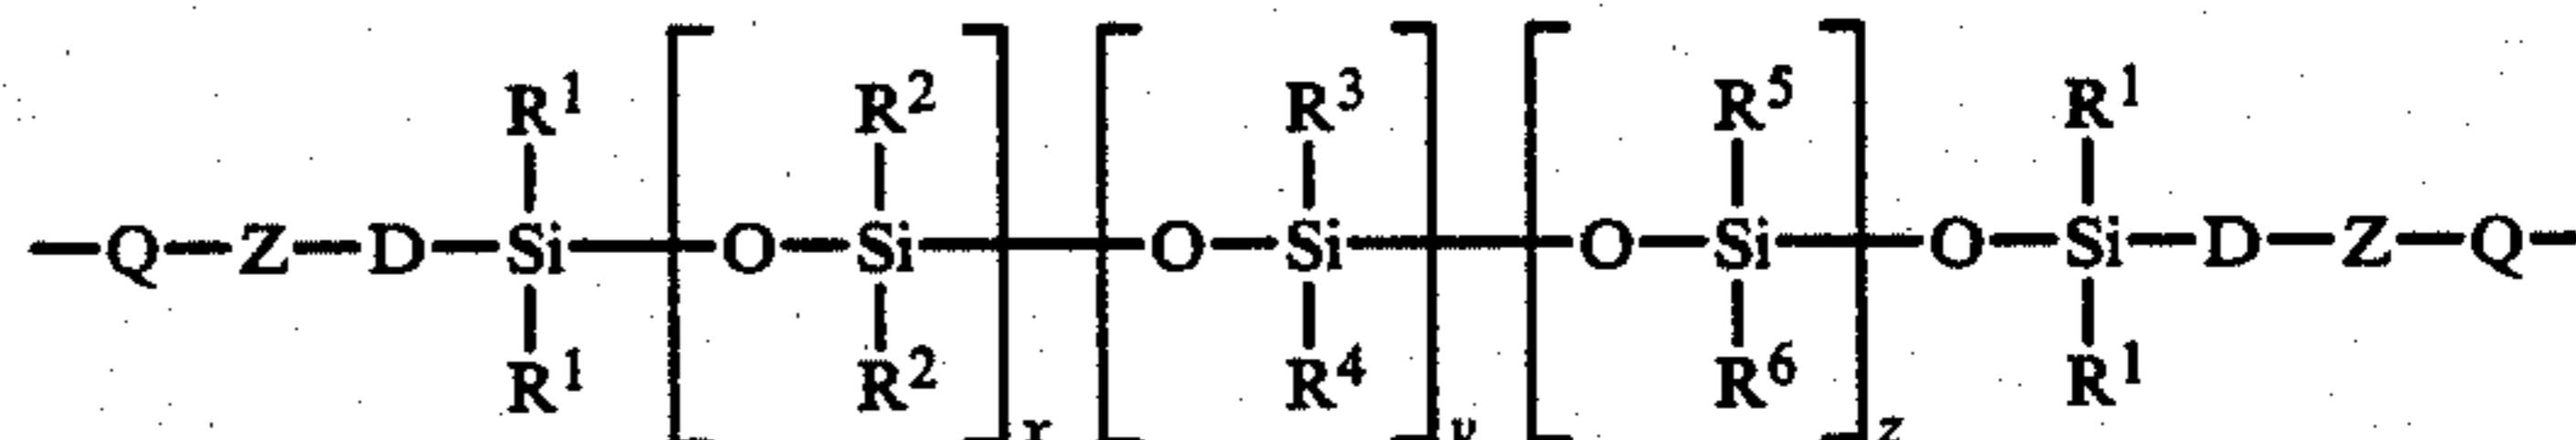 R¹ R² R³ R⁵ R¹
—Q—Z—D—Si—[O—Si—]—[O—Si—]—[O—Si—]—O—Si—D—Z—Q—
R¹ R² R⁴ R⁶ R¹
z